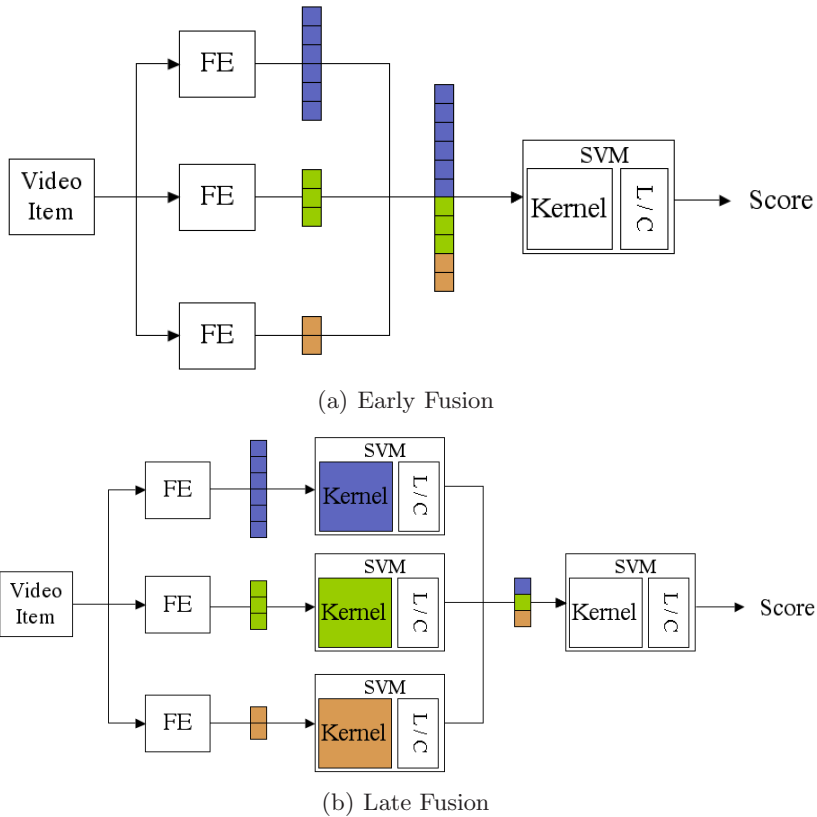 FE
SVM
Video
Item
FE
Kernel
L / C
Score
FE
(a) Early Fusion
SVM
FE
Kernel
L / C
SVM
SVM
Video
Item
FE
Kernel
L / C
Kernel
L / C
Score
SVM
FE
Kernel
L / C
(b) Late Fusion